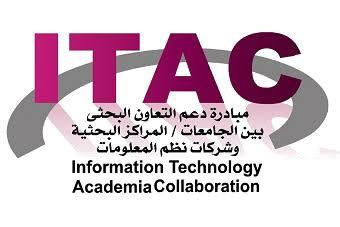 ITAC
مبادرة دعم التعاون البحثى
بين الجامعات / المراكز البحثية
وشركات نظم المعلومات
Information Technology
Academia Collaboration